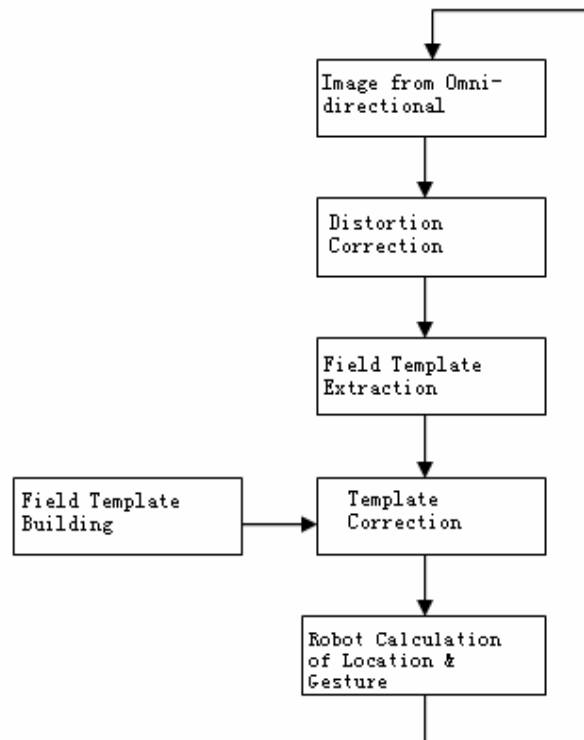 Image from Omni-
directional
Distortion
Correction
Field Template
Extraction
Field Template
Building
Template
Correction
Robot Calculation
of Location &
Gesture